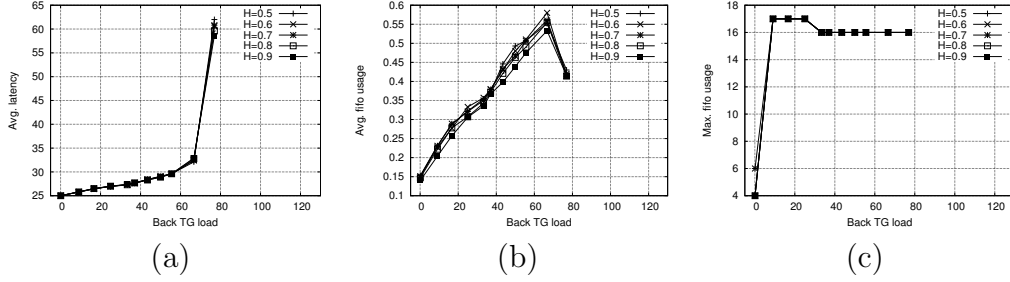 65
60
55
50
45
40
35
30
25
0 20 40 60 80 100 120
Avg. latency
Back TG load
H=0.5
H=0.6
H=0.7
H=0.8
H=0.9
(a)
0.6
0.55
0.5
0.45
0.4
0.35
0.3
0.25
0.2
0.15
0.1
0 20 40 60 80 100 120
Avg. fifo usage
Back TG load
H=0.5
H=0.6
H=0.7
H=0.8
H=0.9
(b)
18
16
14
12
10
8
6
4
0 20 40 60 80 100 120
Max. fifo usage
Back TG load
H=0.5
H=0.6
H=0.7
H=0.8
H=0.9
(c)